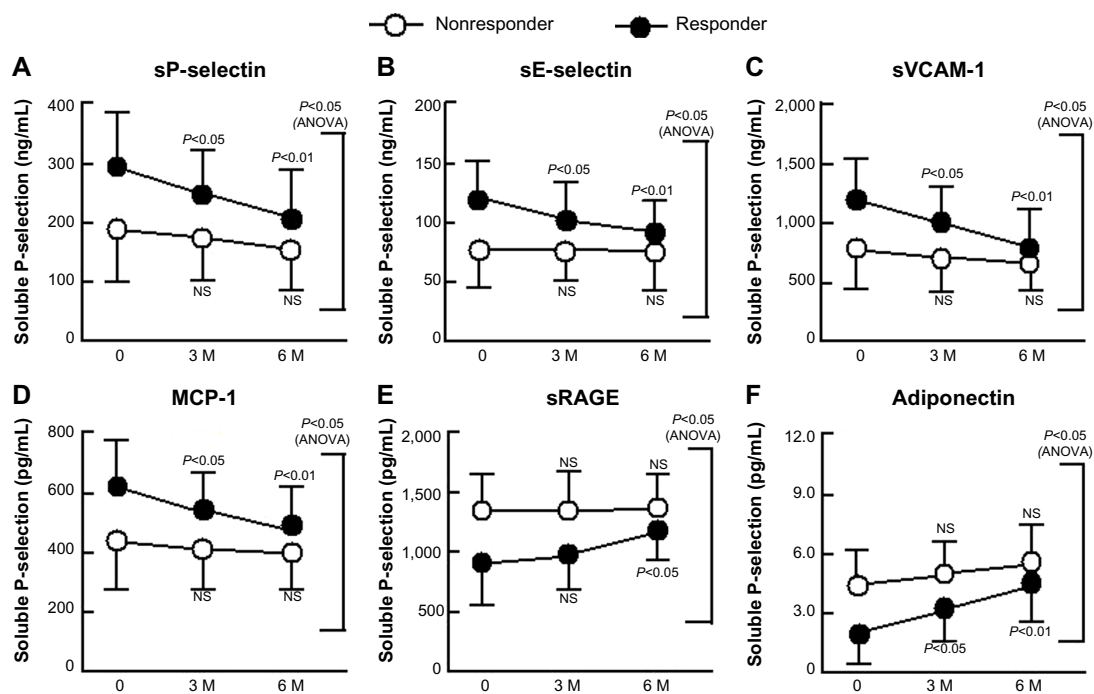 Nonresponder Responder
A sP-selectin
Soluble P-selection (ng/mL)
400
300
200
100
0
P<0.05
P<0.01
P<0.05
(ANOVA)
NS
NS
0 3 M 6 M
B sE-selectin
Soluble P-selection (ng/mL)
200
150
100
50
0
P<0.05
P<0.01
P<0.05
(ANOVA)
NS
NS
0 3 M 6 M
C sVCAM-1
Soluble P-selection (ng/mL)
2,000
1,500
1,000
500
0
P<0.05
P<0.01
P<0.05
(ANOVA)
NS
NS
0 3 M 6 M
D MCP-1
Soluble P-selection (pg/mL)
800
600
400
200
0
P<0.05
P<0.01
P<0.05
(ANOVA)
NS
NS
0 3 M 6 M
E sRAGE
Soluble P-selection (pg/mL)
2,000
1,500
1,000
500
0
NS
NS
P<0.05
(ANOVA)
NS
P<0.05
0 3 M 6 M
F Adiponectin
Soluble P-selection (pg/mL)
12.0
9.0
6.0
3.0
0
NS
NS
P<0.05
(ANOVA)
P<0.05
P<0.01
0 3 M 6 M